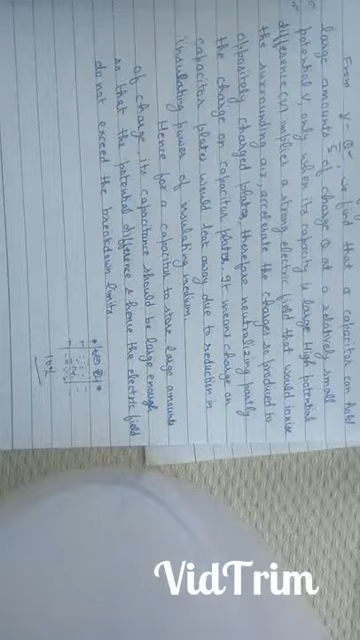 From V = Q/C, we find that a capacitor can hold
large amounts of charge Q at a relatively small
potential V, only when its capacity is large. High potential
difference (V) implies a strong electric field that would ionise
the surrounding air, accelerate the charges so produced to
oppositely charged plates, therefore neutralizing partly
the charge on capacitor plates. It means charge on
capacitor plates would leak away due to reduction in
insulating power of insulating medium.
Hence for a capacitor to store large amounts
of charge, its capacitance should be large enough
so that the potential difference & hence the electric field
do not exceed the breakdown limits.
VidTrim